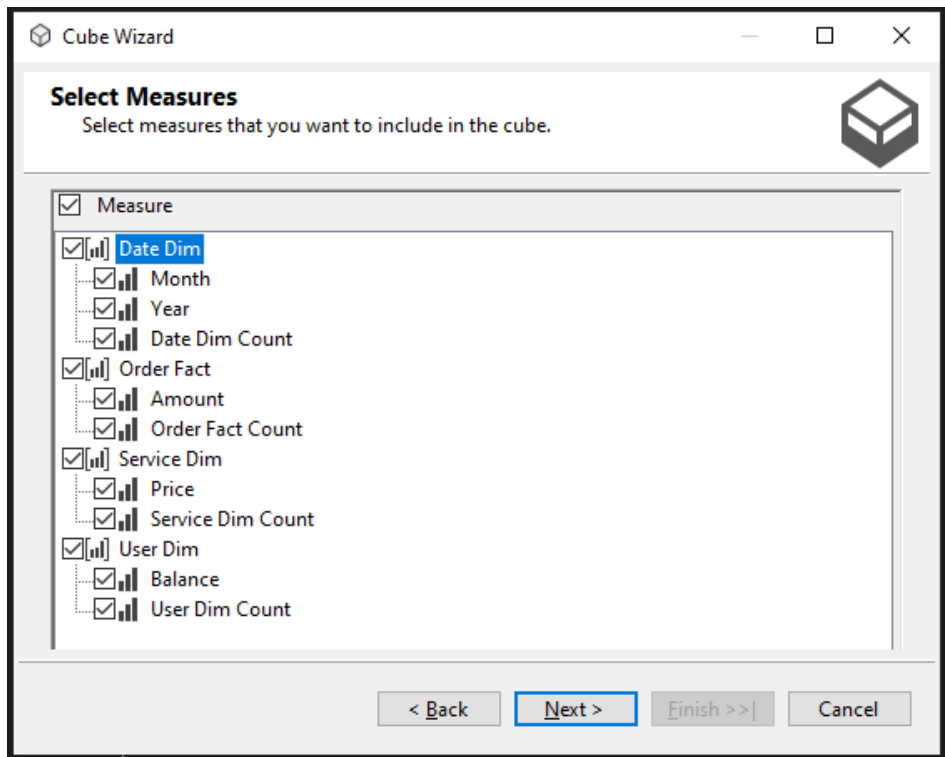 Cube Wizard
Select Measures
Select measures that you want to include in the cube.
Measure
Date Dim
Month
Year
Date Dim Count
Order Fact
Amount
Order Fact Count
Service Dim
Price
Service Dim Count
User Dim
Balance
User Dim Count
< Back Next > Finish >>| Cancel